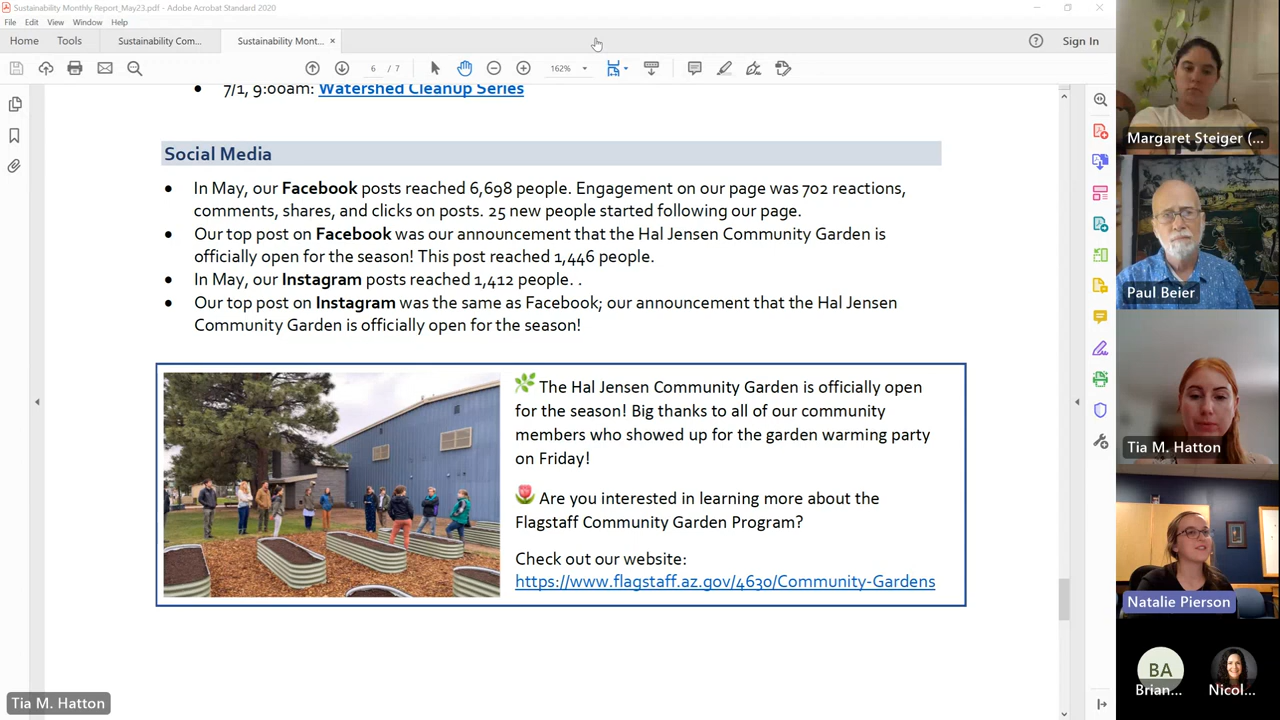 Sustainability Monthly Report_May23.pdf - Adobe Acrobat Standard 2020
File Edit View Window Help
Home Tools Sustainability Com... Sustainability Mont... × Sign In
6 / 7 162%
• 7/1, 9:00am: Watershed Cleanup Series
Social Media
• In May, our Facebook posts reached 6,698 people. Engagement on our page was 702 reactions,
comments, shares, and clicks on posts. 25 new people started following our page.
• Our top post on Facebook was our announcement that the Hal Jensen Community Garden is
officially open for the season! This post reached 1,446 people.
• In May, our Instagram posts reached 1,412 people. .
• Our top post on Instagram was the same as Facebook; our announcement that the Hal Jensen
Community Garden is officially open for the season!
The Hal Jensen Community Garden is officially open
for the season! Big thanks to all of our community
members who showed up for the garden warming party
on Friday!
Are you interested in learning more about the
Flagstaff Community Garden Program?
Check out our website:
https://www.flagstaff.az.gov/4630/Community-Gardens
Tia M. Hatton
Margaret Steiger (...
Paul Beier
Tia M. Hatton
Natalie Pierson
BA
Brian... Nicol...